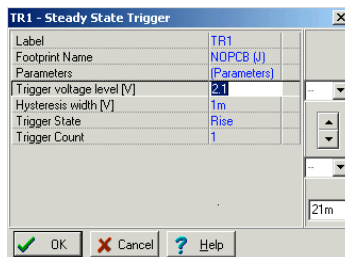 TR1 - Steady State Trigger
Label TR1
Footprint Name NOPCB (J)
Parameters (Parameters)
Trigger voltage level [V] 2.1
Hysteresis width [V] 1m
Trigger State Rise
Trigger Count 1
--
--
21m
OK Cancel ? Help